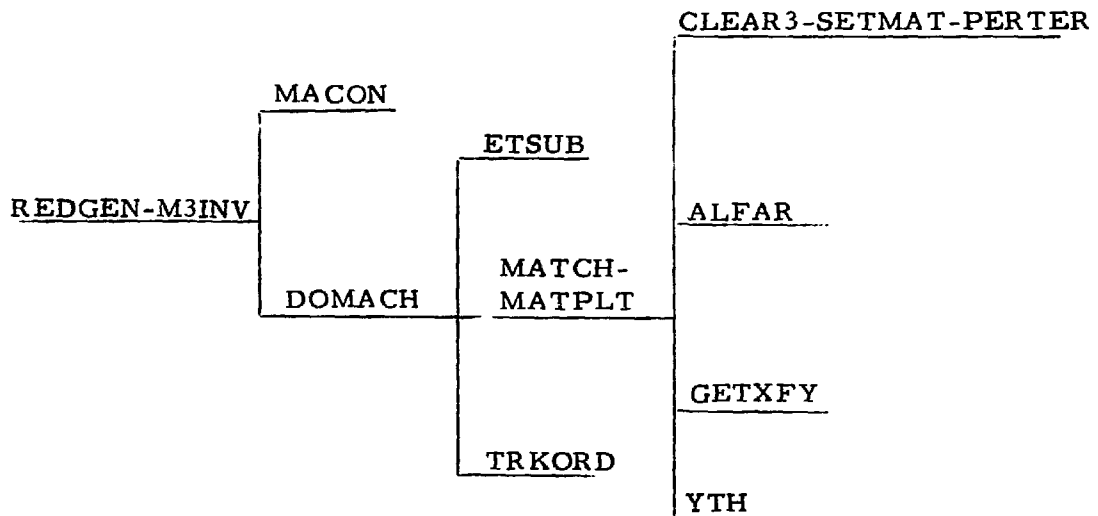 CLEAR3-SETMAT-PERTER
MACON
ETSUB
REDGEN-M3INV
ALFAR
MATCH-
MATPLT
DOMACH
GETXFY
TRKORD
YTH